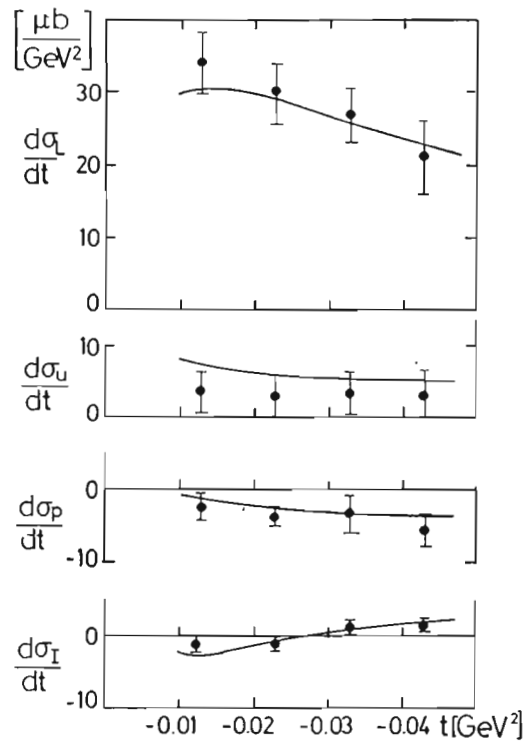 [μb/GeV²]
30
dσL/dt
20
10
0
10
dσu/dt
0
0
dσp/dt
-10
0
dσI/dt
-10
-0.01 -0.02 -0.03 -0.04 t[GeV²]